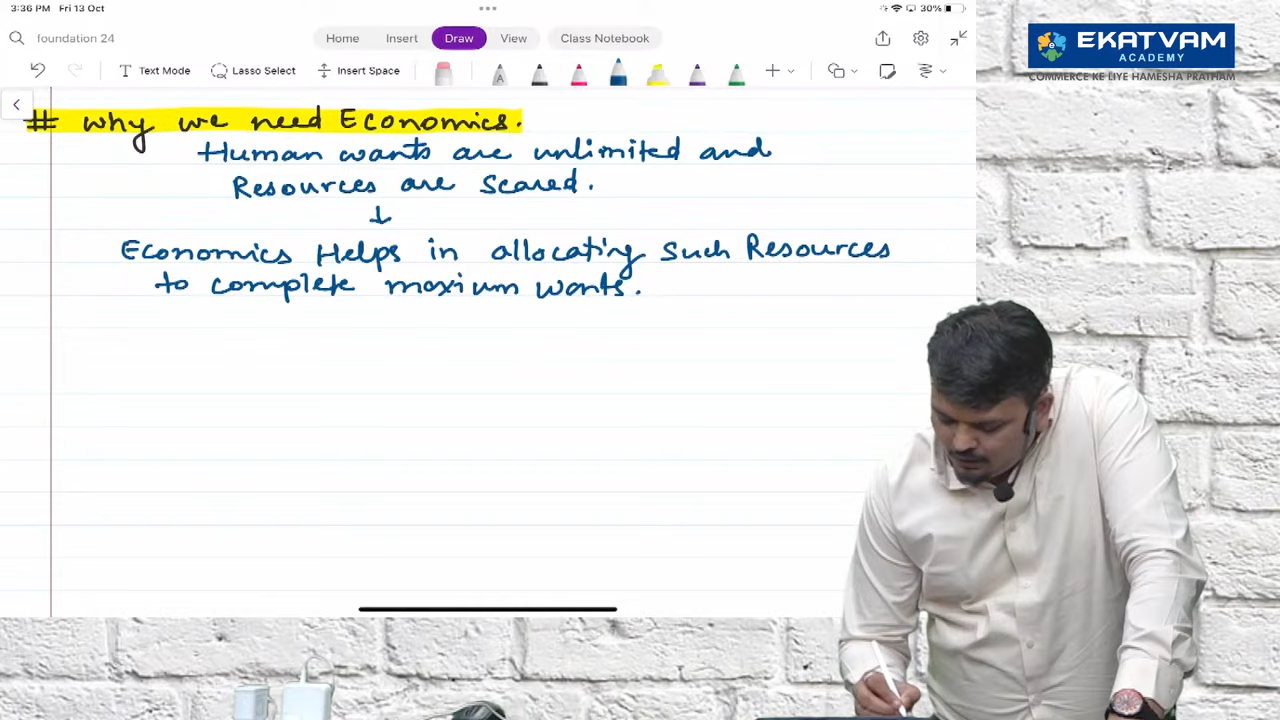 3:36 PM Fri 13 Oct
30%
foundation 24
Home Insert Draw View Class Notebook
Text Mode Lasso Select Insert Space
# why we need Economics.
Human wants are unlimited and
Resources are Scared.
↓
Economics Helps in allocating Such Resources
to complete maxium wants.
EKATVAM
ACADEMY
COMMERCE KE LIYE HAMESHA PRATHAM